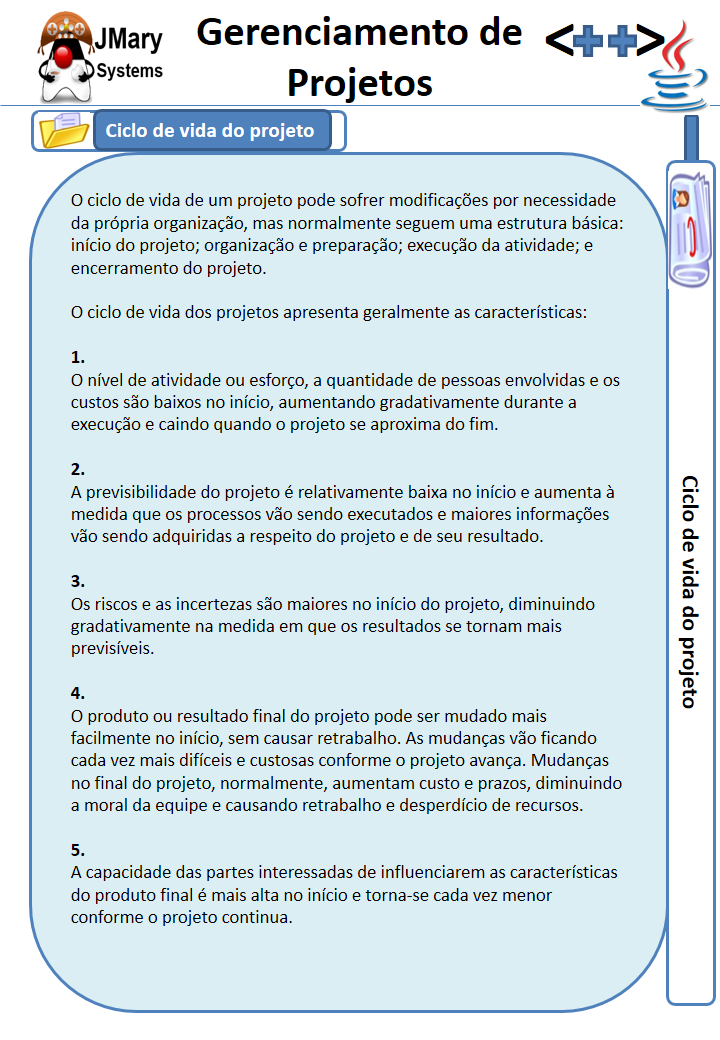 JMary
Systems
Gerenciamento de
Projetos
<++>
Ciclo de vida do projeto
O ciclo de vida de um projeto pode sofrer modificações por necessidade
da própria organização, mas normalmente seguem uma estrutura básica:
início do projeto; organização e preparação; execução da atividade; e
encerramento do projeto.
O ciclo de vida dos projetos apresenta geralmente as características:
1.
O nível de atividade ou esforço, a quantidade de pessoas envolvidas e os
custos são baixos no início, aumentando gradativamente durante a
execução e caindo quando o projeto se aproxima do fim.
2.
A previsibilidade do projeto é relativamente baixa no início e aumenta à
medida que os processos vão sendo executados e maiores informações
vão sendo adquiridas a respeito do projeto e de seu resultado.
3.
Os riscos e as incertezas são maiores no início do projeto, diminuindo
gradativamente na medida em que os resultados se tornam mais
previsíveis.
4.
O produto ou resultado final do projeto pode ser mudado mais
facilmente no início, sem causar retrabalho. As mudanças vão ficando
cada vez mais difíceis e custosas conforme o projeto avança. Mudanças
no final do projeto, normalmente, aumentam custo e prazos, diminuindo
a moral da equipe e causando retrabalho e desperdício de recursos.
5.
A capacidade das partes interessadas de influenciarem as características
do produto final é mais alta no início e torna-se cada vez menor
conforme o projeto continua.
Ciclo de vida do projeto